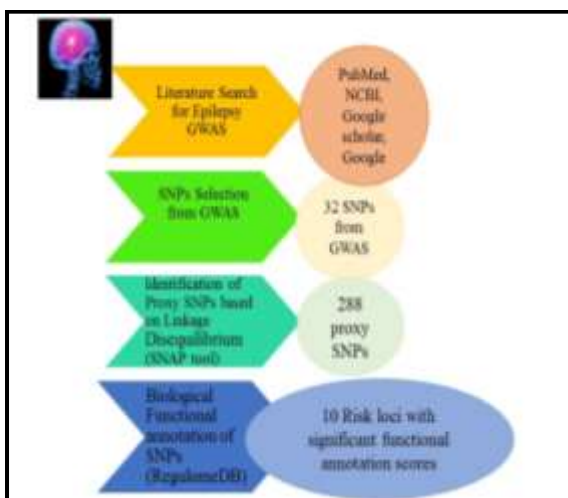 Literature Search
for Epilepsy
GWAS
PubMed,
NCBI,
Google
scholar,
Google
SNPs Selection
from GWAS
32 SNPs
from
GWAS
Identification of
Proxy SNPs based
on Linkage
Disequilibrium
(SNAP tool)
288
proxy
SNPs
Biological
Functional
annotation of
SNPs
(RegulomeDB)
10 Risk loci with
significant functional
annotation scores